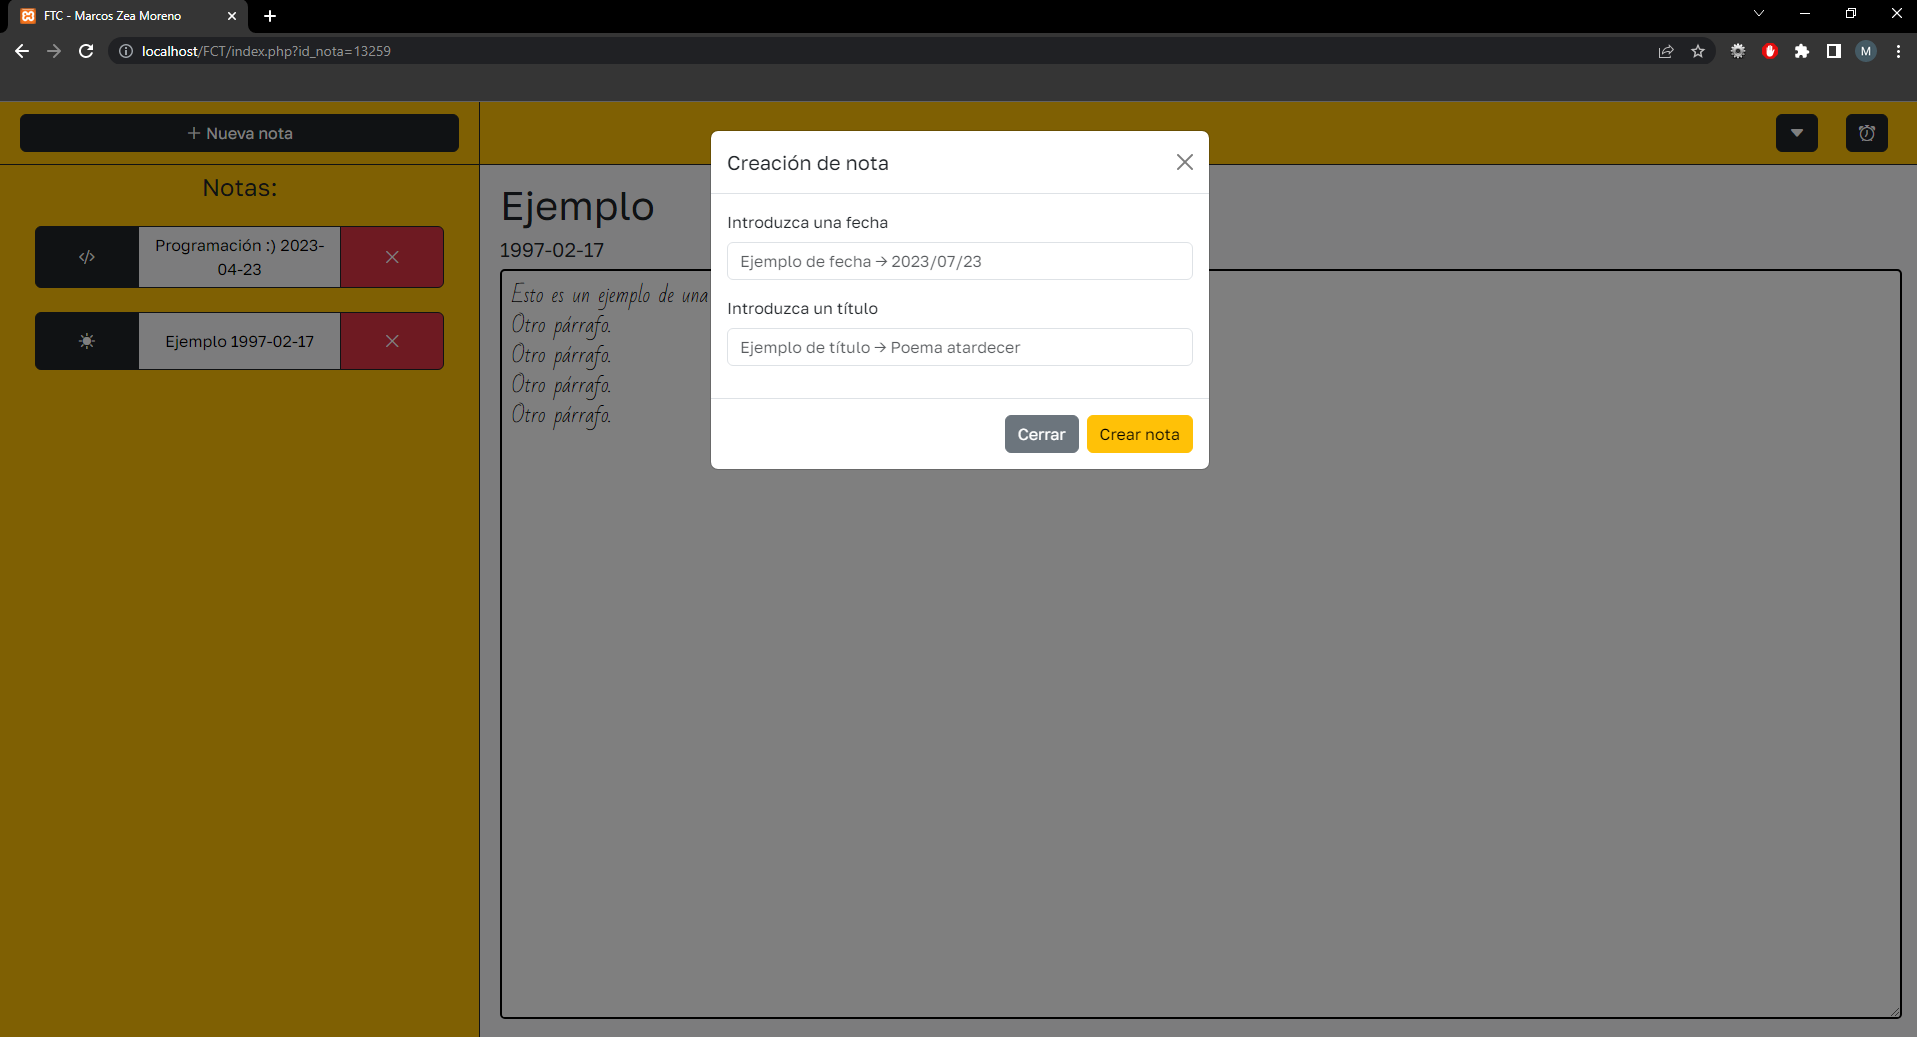 FTC - Marcos Zea Moreno
localhost/FCT/index.php?id_nota=13259
M
+ Nueva nota
Notas:
</> Programación :) 2023-
04-23
Ejemplo 1997-02-17
Ejemplo
1997-02-17
Esto es un ejemplo de una
Otro párrafo.
Otro párrafo.
Otro párrafo.
Otro párrafo.
Creación de nota
Introduzca una fecha
Ejemplo de fecha → 2023/07/23
Introduzca un título
Ejemplo de título → Poema atardecer
Cerrar
Crear nota